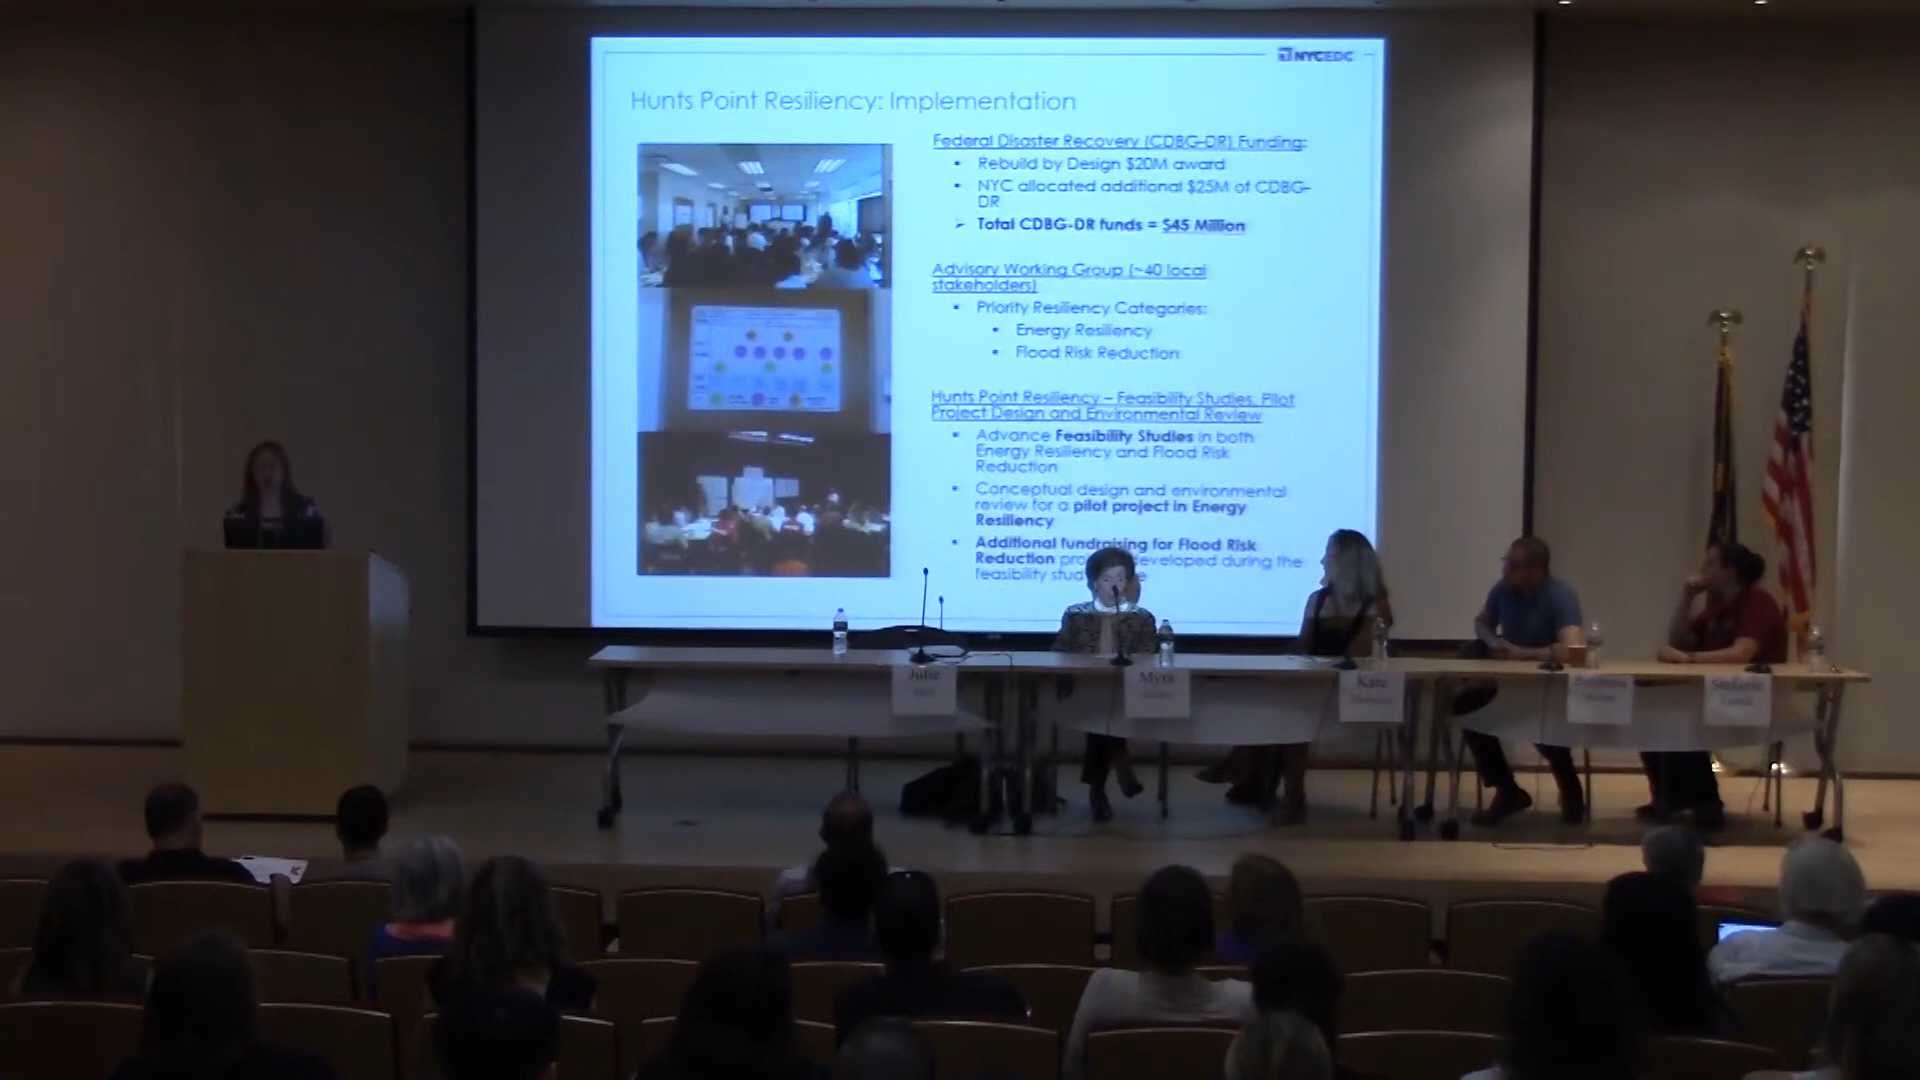 NYCEDC
Hunts Point Resiliency: Implementation
Federal Disaster Recovery (CDBG-DR) Funding:
Rebuild by Design $20M award
NYC allocated additional $25M of CDBG-
DR
Total CDBG-DR funds = $45 Million
Advisory Working Group (~40 local
stakeholders)
Priority Resiliency Categories:
Energy Resiliency
Flood Risk Reduction
Hunts Point Resiliency – Feasibility Studies, Pilot
Project Design and Environmental Review
Advance Feasibility Studies in both
Energy Resiliency and Flood Risk
Reduction
Conceptual design and environmental
review for a pilot project in Energy
Resiliency
Additional fundraising for Flood Risk
Reduction developed during the
feasibility
Julie
Myra
Kate